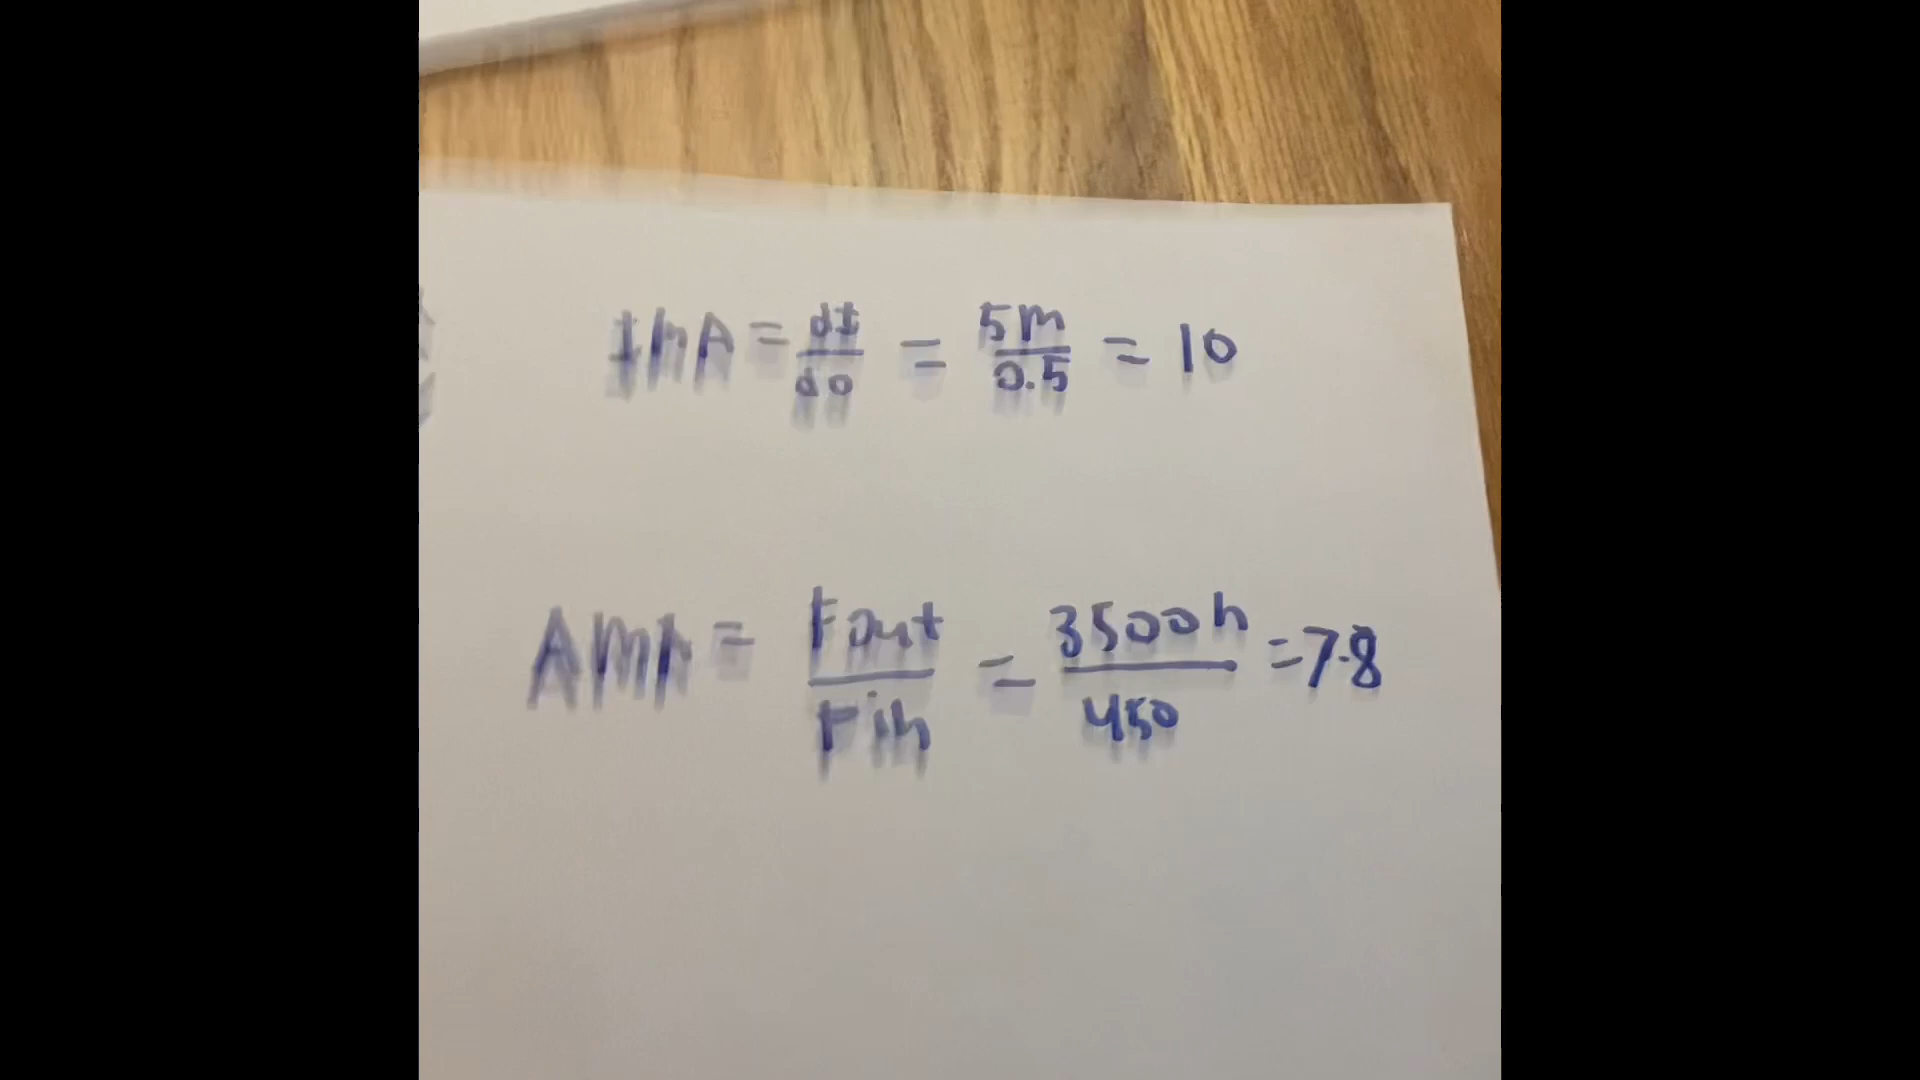 IMA = dI/do = 5m/0.5 = 10
AMA = Fout/Fin = 3500n/450 = 7.8